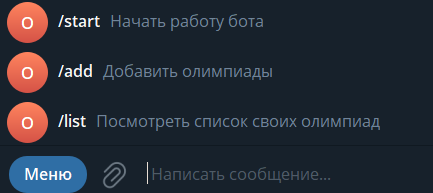 О /start Начать работу бота
О /add Добавить олимпиады
О /list Посмотреть список своих олимпиад
Меню Написать сообщение...